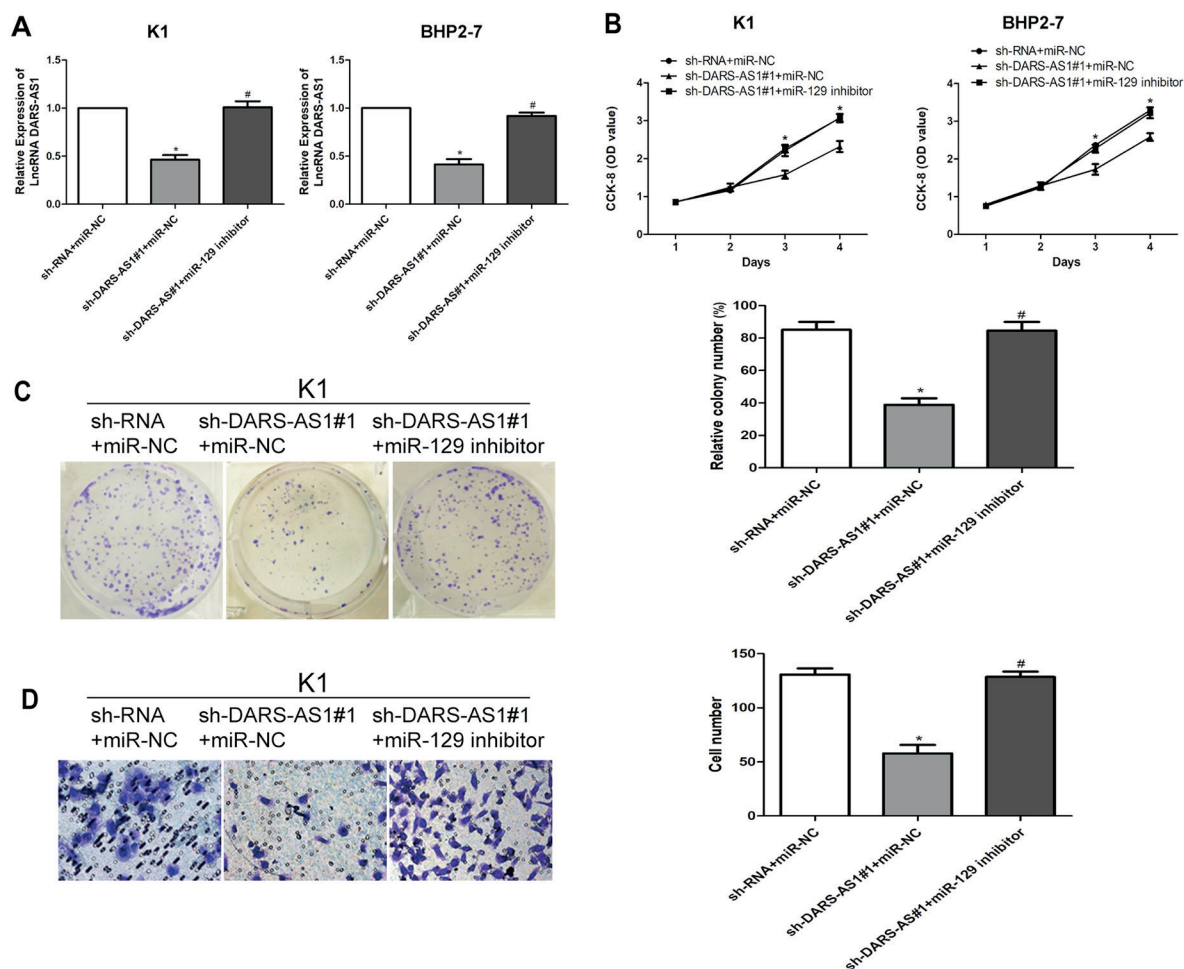 A
K1
Relative Expression of
LncRNA DARS-AS1
1.5
1.0
0.5
0.0
*
#
sh-RNA+miR-NC
sh-DARS-AS1#1+miR-NC
sh-DARS-AS#1+miR-129 inhibitor
BHP2-7
Relative Expression of
LncRNA DARS-AS1
1.5
1.0
0.5
0.0
*
#
sh-RNA+miR-NC
sh-DARS-AS1#1+miR-NC
sh-DARS-AS#1+miR-129 inhibitor
B
K1
sh-RNA+miR-NC
sh-DARS-AS1#1+miR-NC
sh-DARS-AS1#1+miR-129 inhibitor
CCK-8 (OD value)
4
3
2
1
0
*
*
1 2 3 4
Days
BHP2-7
sh-RNA+miR-NC
sh-DARS-AS1#1+miR-NC
sh-DARS-AS1#1+miR-129 inhibitor
CCK-8 (OD value)
4
3
2
1
0
*
*
1 2 3 4
Days
C
K1
sh-RNA sh-DARS-AS1#1 sh-DARS-AS1#1
+miR-NC +miR-NC +miR-129 inhibitor
Relative colony number (%)
100
80
60
40
20
0
*
#
sh-RNA+miR-NC
sh-DARS-AS1#1+miR-NC
sh-DARS-AS#1+miR-129 inhibitor
D
K1
sh-RNA sh-DARS-AS1#1 sh-DARS-AS1#1
+miR-NC +miR-NC +miR-129 inhibitor
Cell number
150
100
50
0
*
#
sh-RNA+miR-NC
sh-DARS-AS1#1+miR-NC
sh-DARS-AS#1+miR-129 inhibitor